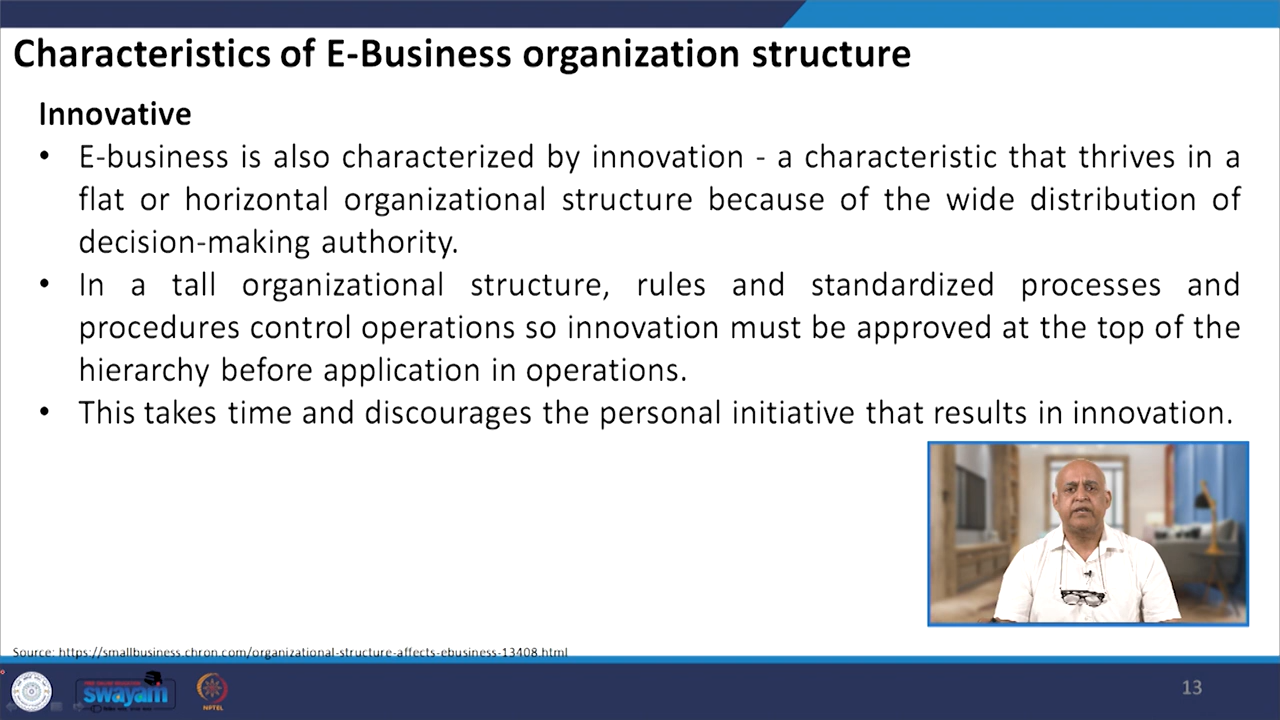 Characteristics of E-Business organization structure
Innovative
• E-business is also characterized by innovation - a characteristic that thrives in a
flat or horizontal organizational structure because of the wide distribution of
decision-making authority.
• In a tall organizational structure, rules and standardized processes and
procedures control operations so innovation must be approved at the top of the
hierarchy before application in operations.
• This takes time and discourages the personal initiative that results in innovation.
Source: https://smallbusiness.chron.com/organizational-structure-affects-ebusiness-13408.html
swayam
NPTEL
13